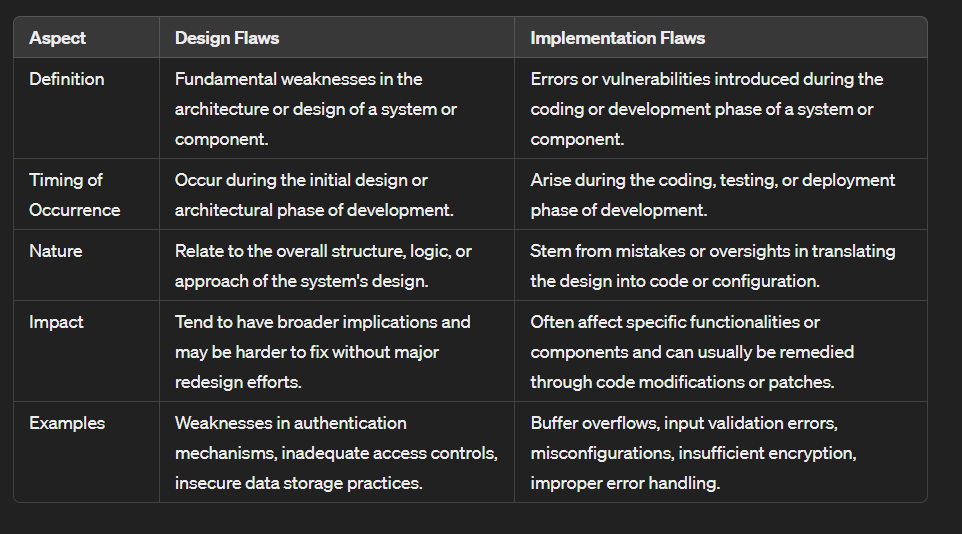 Aspect Design Flaws Implementation Flaws
Definition Fundamental weaknesses in the Errors or vulnerabilities introduced during the
architecture or design of a system or coding or development phase of a system or
component. component.
Timing of Occur during the initial design or Arise during the coding, testing, or deployment
Occurrence architectural phase of development. phase of development.
Nature Relate to the overall structure, logic, or Stem from mistakes or oversights in translating
approach of the system's design. the design into code or configuration.
Impact Tend to have broader implications and Often affect specific functionalities or
may be harder to fix without major components and can usually be remedied
redesign efforts. through code modifications or patches.
Examples Weaknesses in authentication Buffer overflows, input validation errors,
mechanisms, inadequate access controls, misconfigurations, insufficient encryption,
insecure data storage practices. improper error handling.